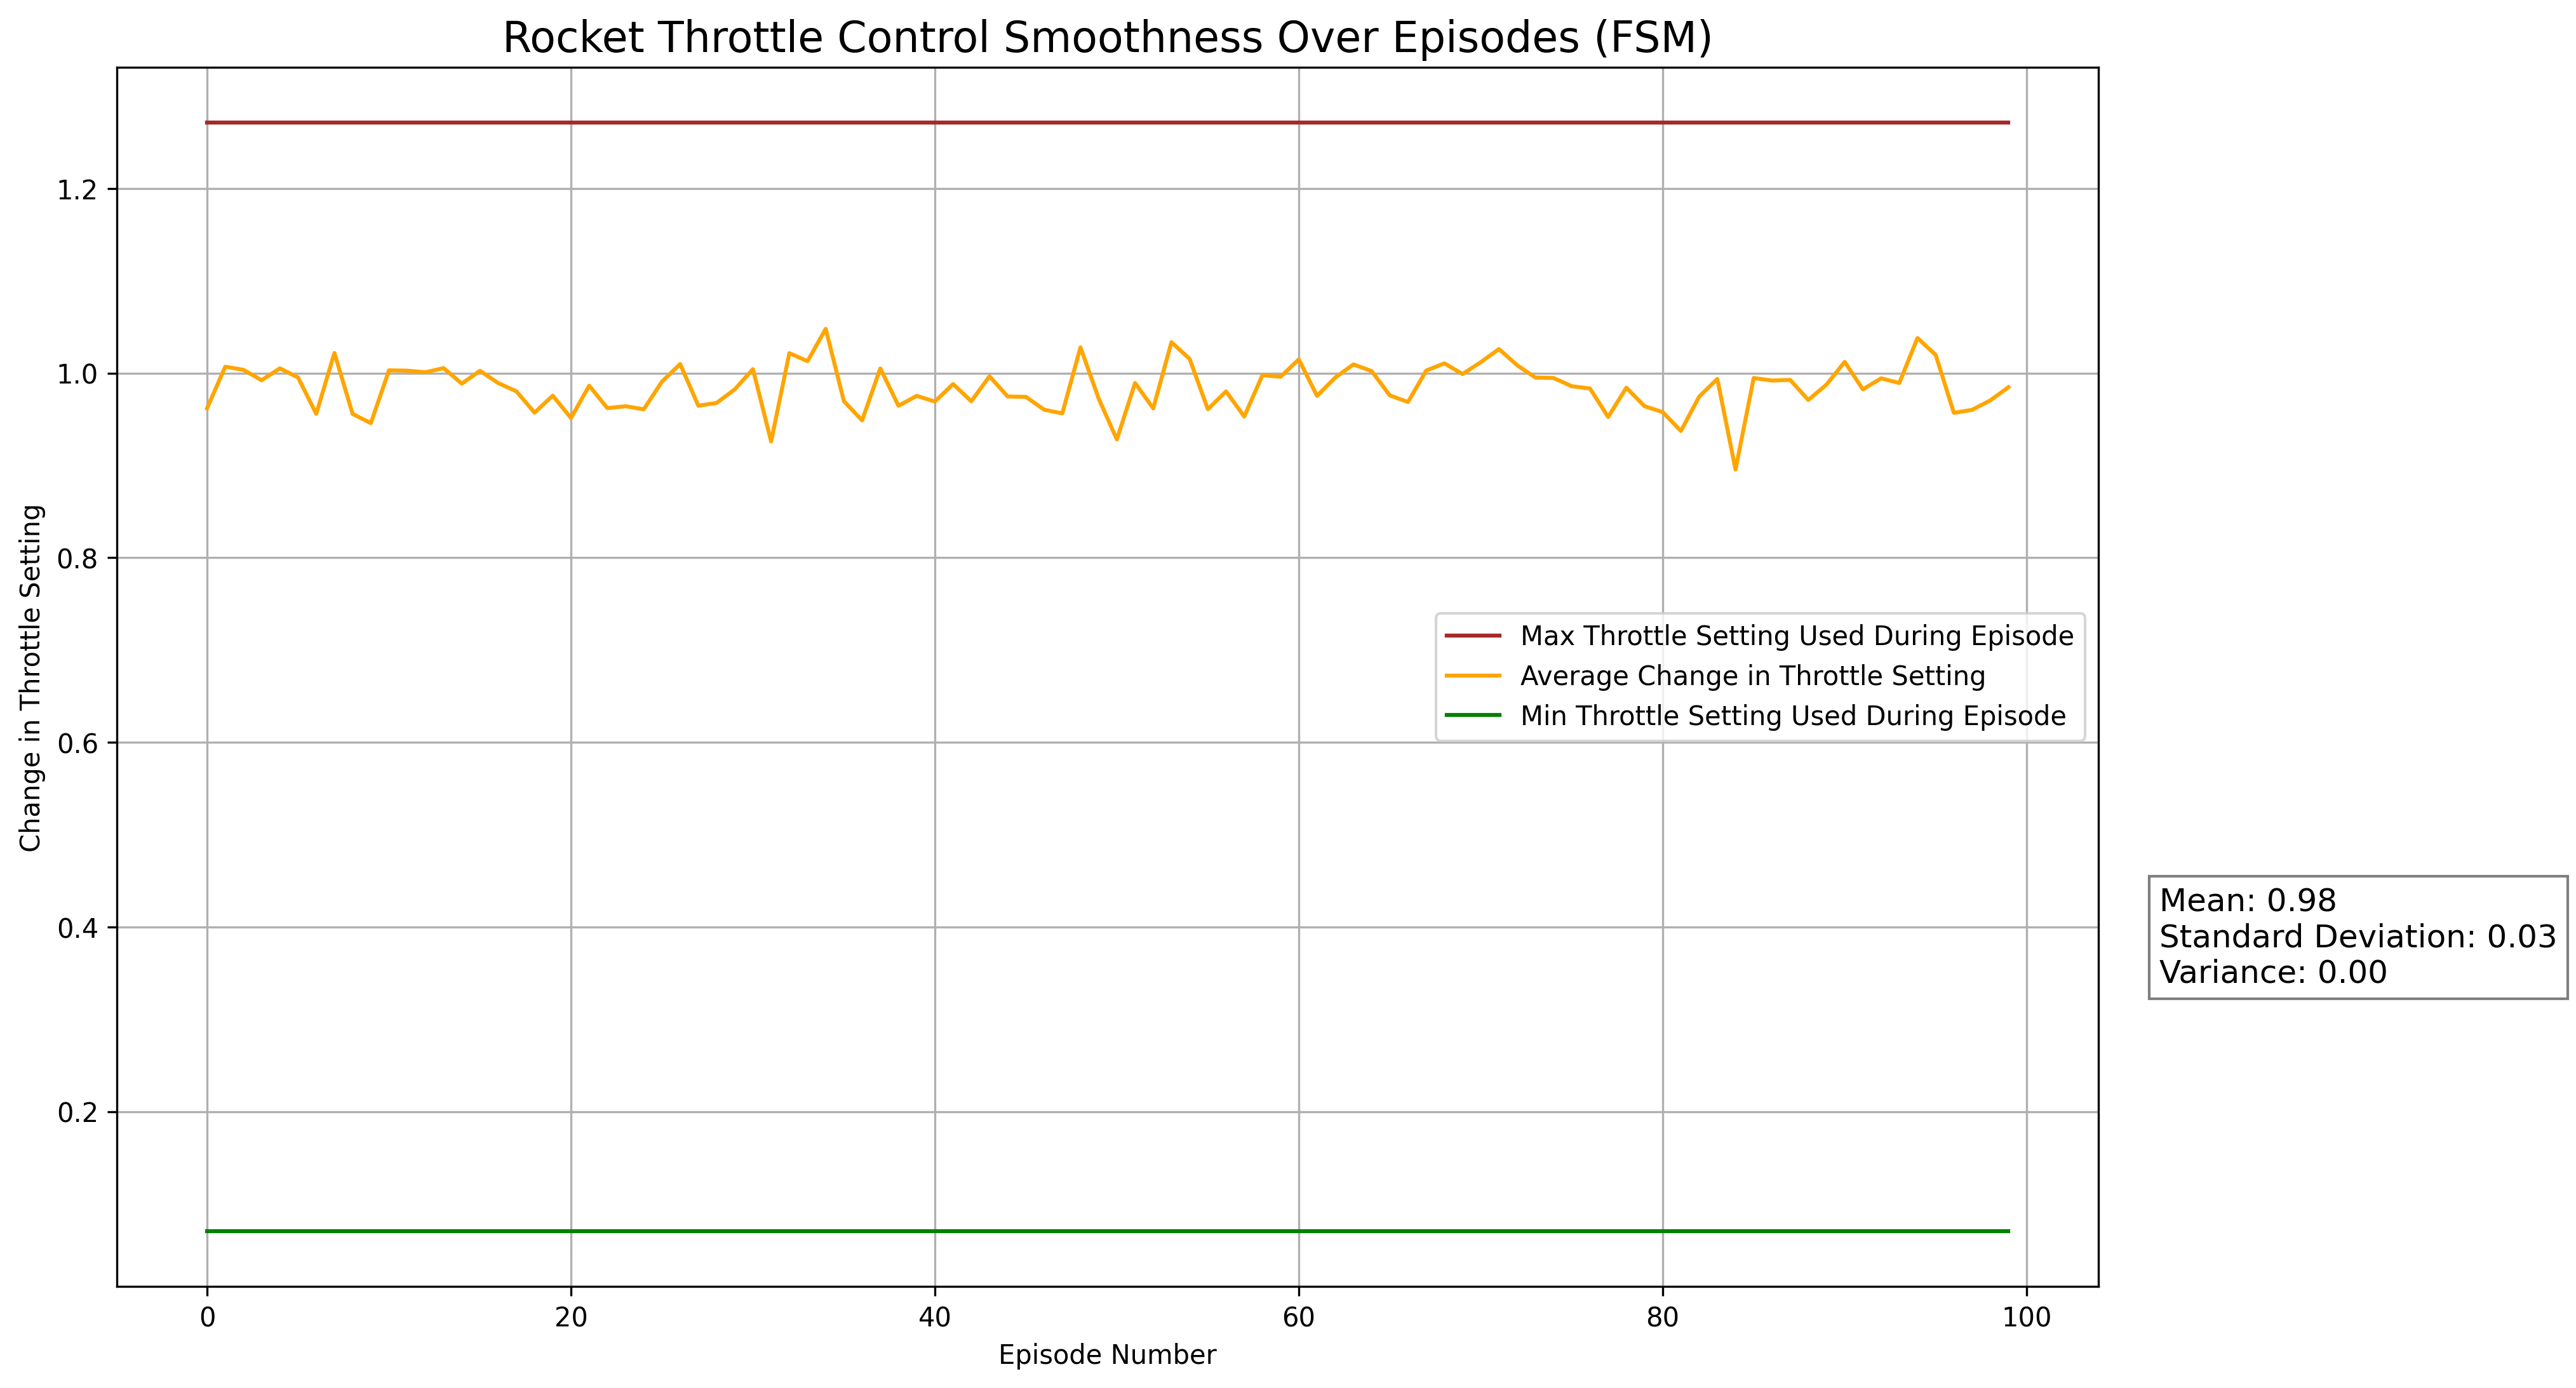 Rocket Throttle Control Smoothness Over Episodes (FSM)
Change in Throttle Setting
1.2
1.0
0.8
0.6
0.4
0.2
Max Throttle Setting Used During Episode
Average Change in Throttle Setting
Min Throttle Setting Used During Episode
Mean: 0.98
Standard Deviation: 0.03
Variance: 0.00
0 20 40 60 80 100
Episode Number